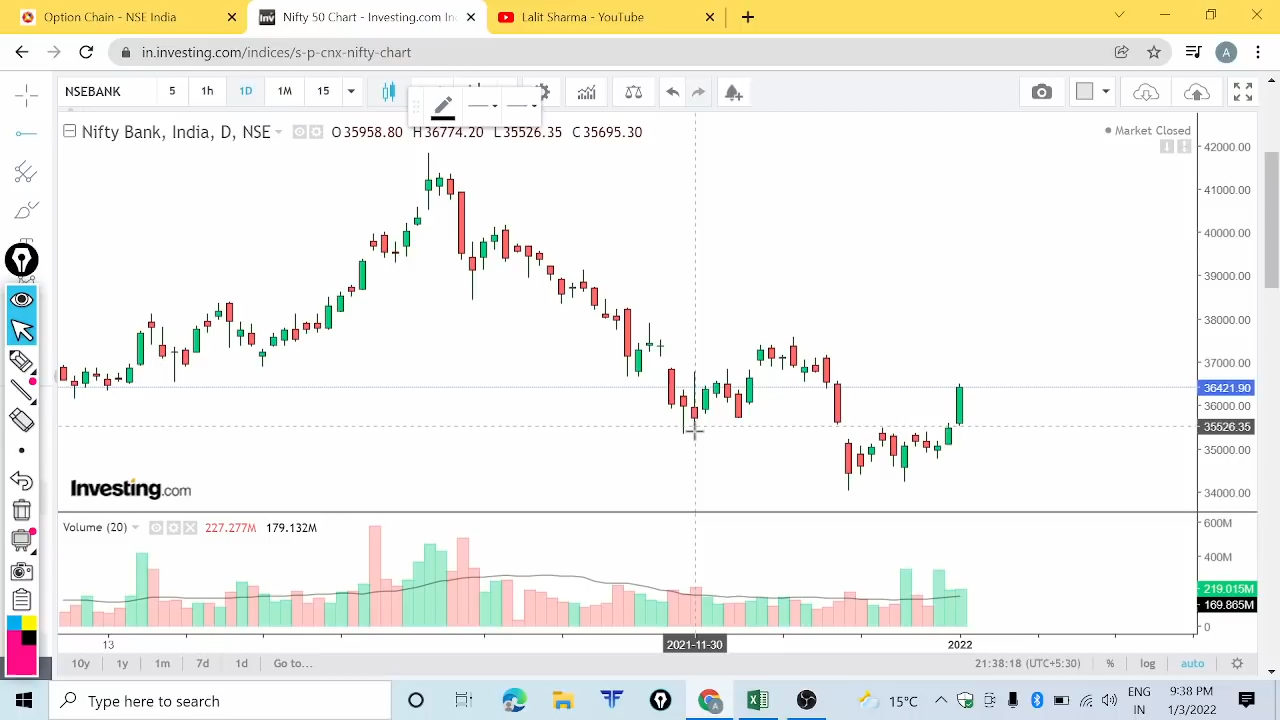 Option Chain - NSE India
Inv Nifty 50 Chart - Investing.com In
Lalit Sharma - YouTube
in.investing.com/indices/s-p-cnx-nifty-chart
A
NSEBANK 5 1h 1D 1M 15
Nifty Bank, India, D, NSE O35958.80 H36774.20 L35526.35 C35695.30
Market Closed
42000.00
41000.00
40000.00
39000.00
38000.00
37000.00
36421.90
36000.00
35526.35
35000.00
34000.00
Investing.com
Volume (20) 227.277M 179.132M
600M
400M
219.015M
169.865M
0
13 2021-11-30 2022
10y 1y 1m 7d 1d Go to... 21:38:18 (UTC+5:30) % log auto
Type here to search
15°C
ENG
IN
9:38 PM
1/3/2022